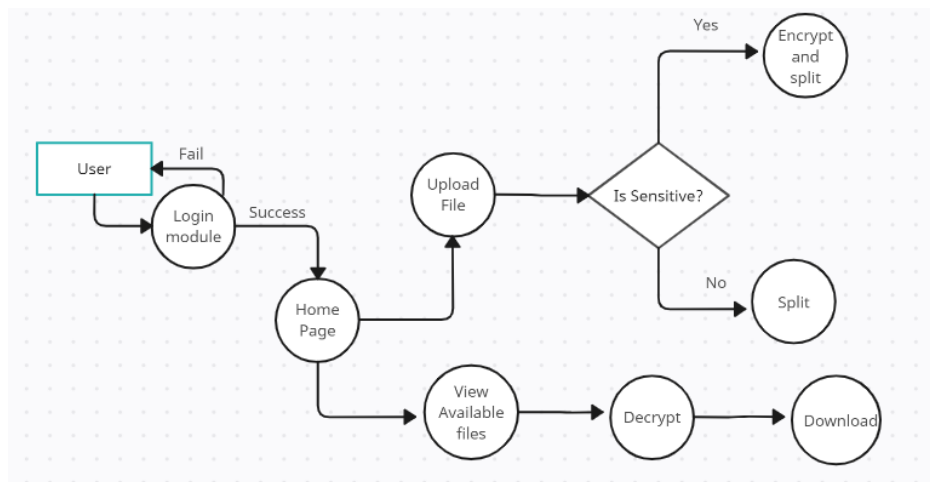 Yes
Encrypt
and
split
User
Fail
Login
module
Success
Upload
File
Is Sensitive?
Home
Page
No
Split
View
Available
files
Decrypt
Download